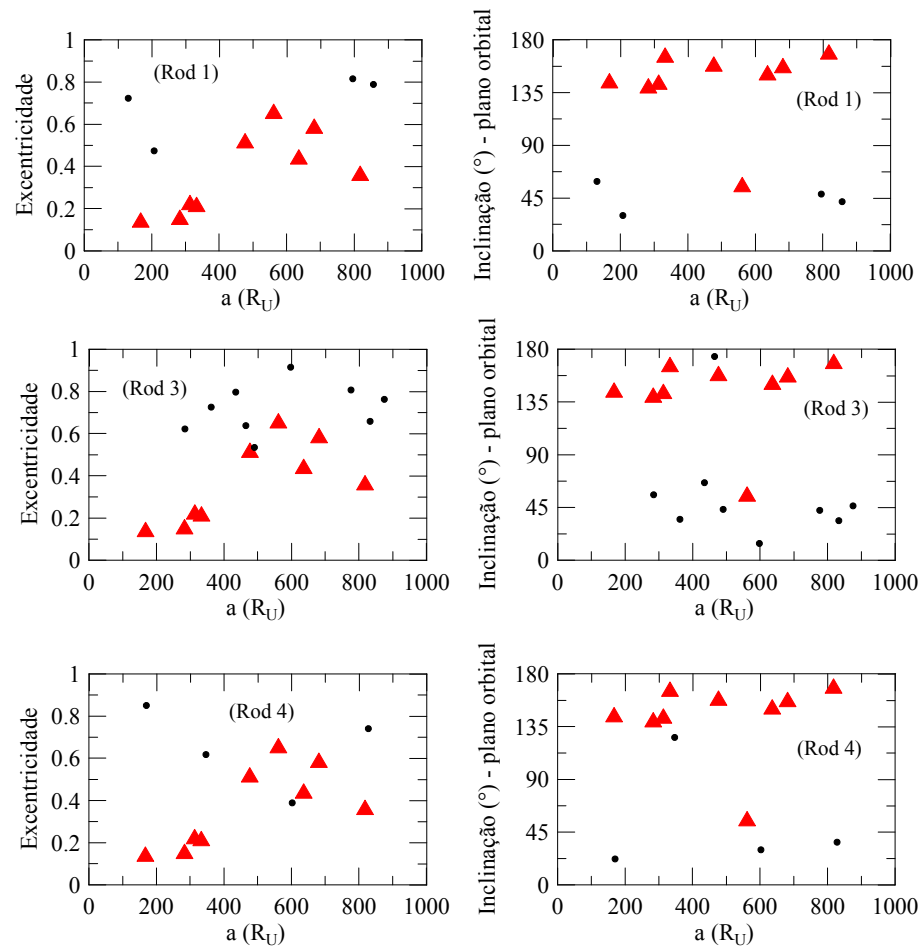 1
0.8
0.6
0.4
0.2
0
Excentricidade
(Rod 1)
0 200 400 600 800 1000
a (R_U)
180
135
90
45
0
Inclinação (°) - plano orbital
(Rod 1)
0 200 400 600 800 1000
a (R_U)
1
0.8
0.6
0.4
0.2
0
Excentricidade
(Rod 3)
0 200 400 600 800 1000
a (R_U)
180
135
90
45
0
Inclinação (°) - plano orbital
(Rod 3)
0 200 400 600 800 1000
a (R_U)
1
0.8
0.6
0.4
0.2
0
Excentricidade
(Rod 4)
0 200 400 600 800 1000
a (R_U)
180
135
90
45
0
Inclinação (°) - plano orbital
(Rod 4)
0 200 400 600 800 1000
a (R_U)